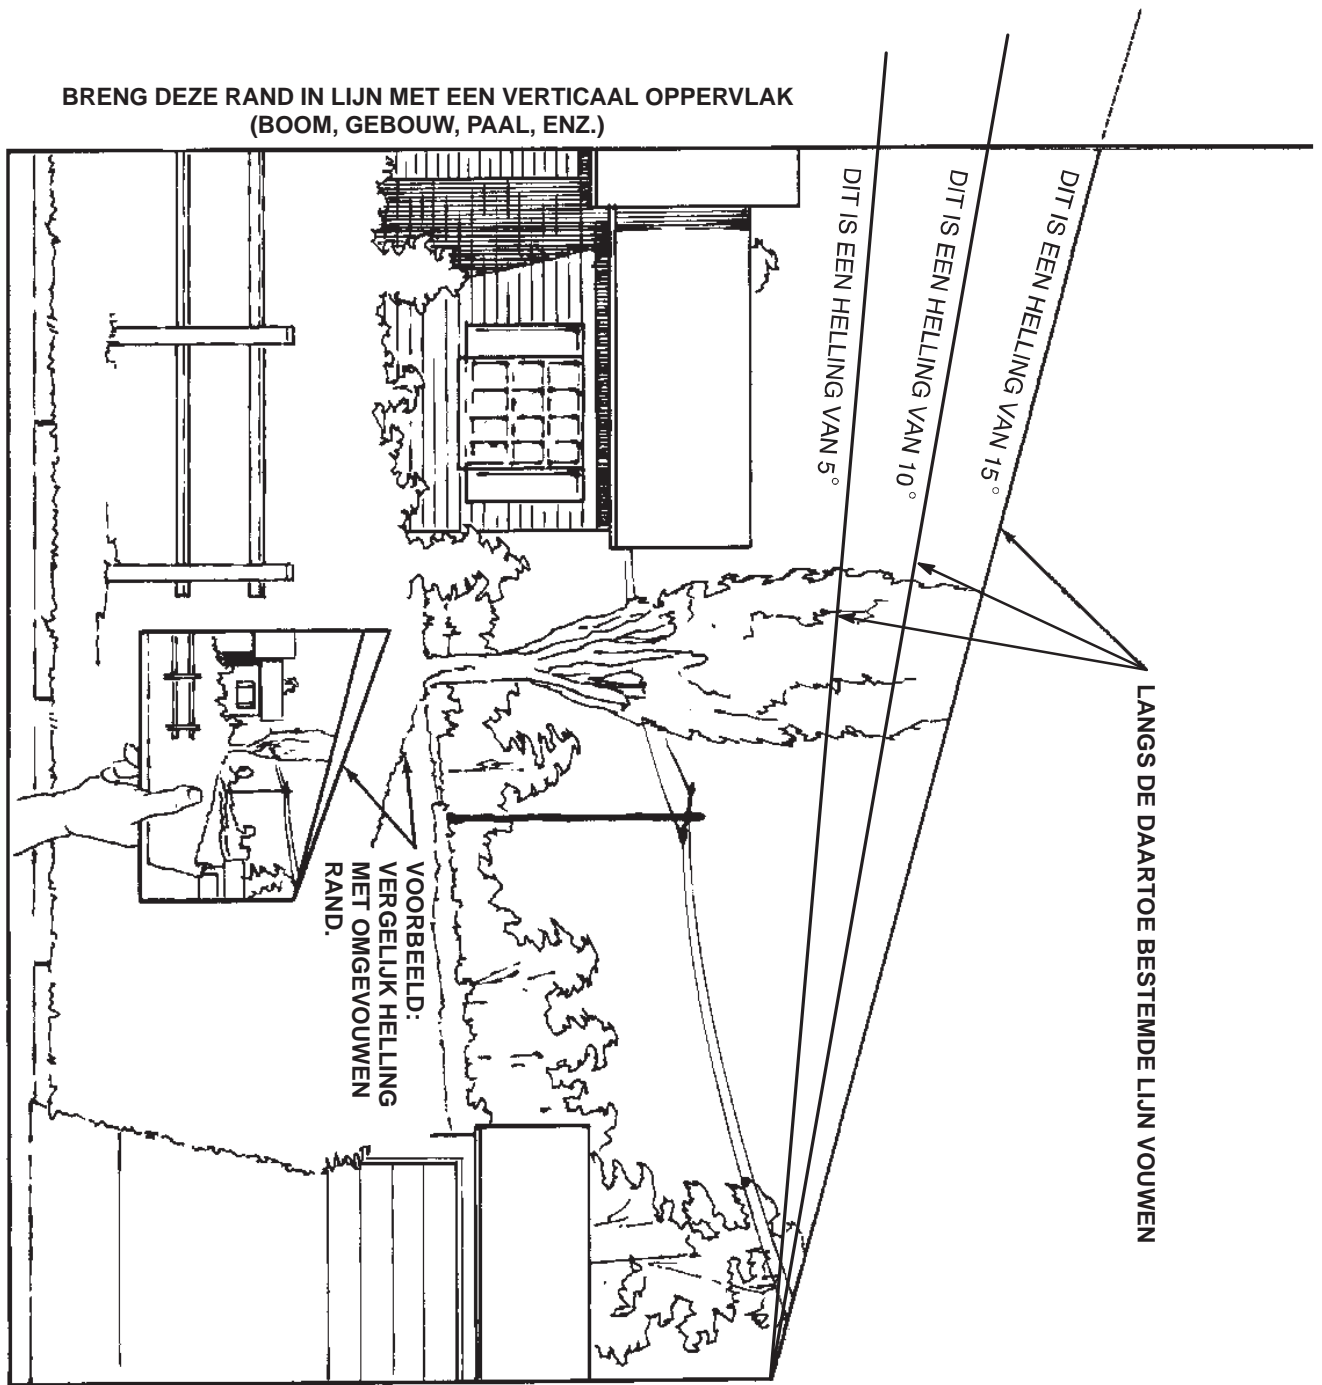 BRENG DEZE RAND IN LIJN MET EEN VERTICAAL OPPERVLAK
(BOOM, GEBOUW, PAAL, ENZ.)
DIT IS EEN HELLING VAN 15°
DIT IS EEN HELLING VAN 10°
DIT IS EEN HELLING VAN 5°
LANGS DE DAARTOE BESTEMDE LIJN VOUWEN
VOORBEELD:
VERGELIJK HELLING
MET OMGEVOUWEN
RAND.